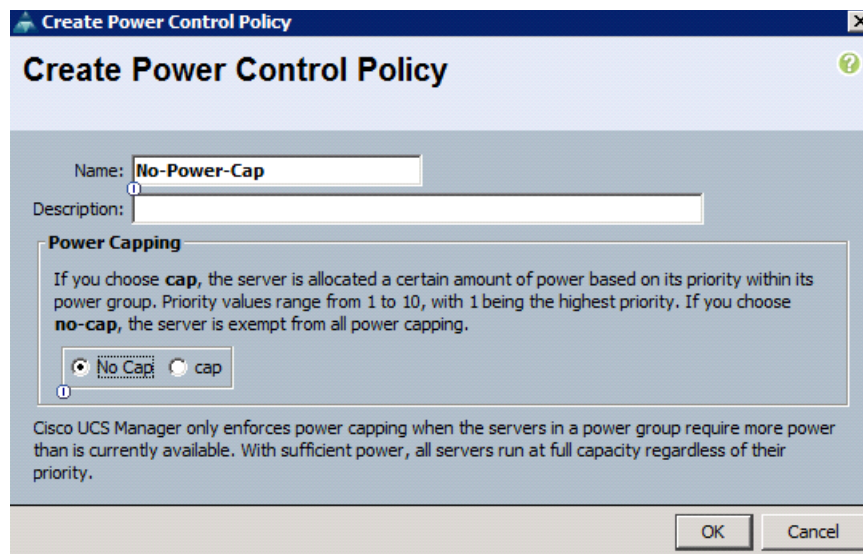 Create Power Control Policy
Create Power Control Policy
Name: No-Power-Cap
Description:
Power Capping
If you choose cap, the server is allocated a certain amount of power based on its priority within its
power group. Priority values range from 1 to 10, with 1 being the highest priority. If you choose
no-cap, the server is exempt from all power capping.
No Cap cap
Cisco UCS Manager only enforces power capping when the servers in a power group require more power
than is currently available. With sufficient power, all servers run at full capacity regardless of their
priority.
OK Cancel